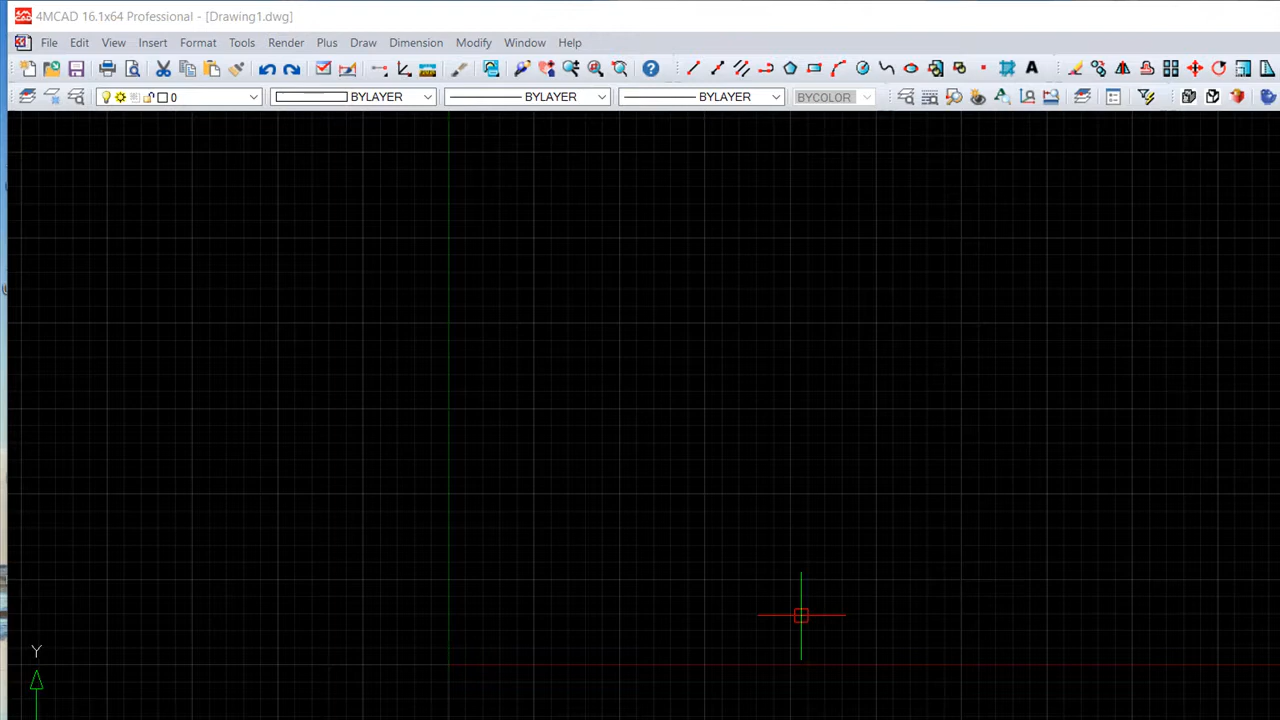 4MCAD 16.1x64 Professional - [Drawing1.dwg]
File Edit View Insert Format Tools Render Plus Draw Dimension Modify Window Help
0 BYLAYER BYLAYER BYLAYER BYCOLOR
Y